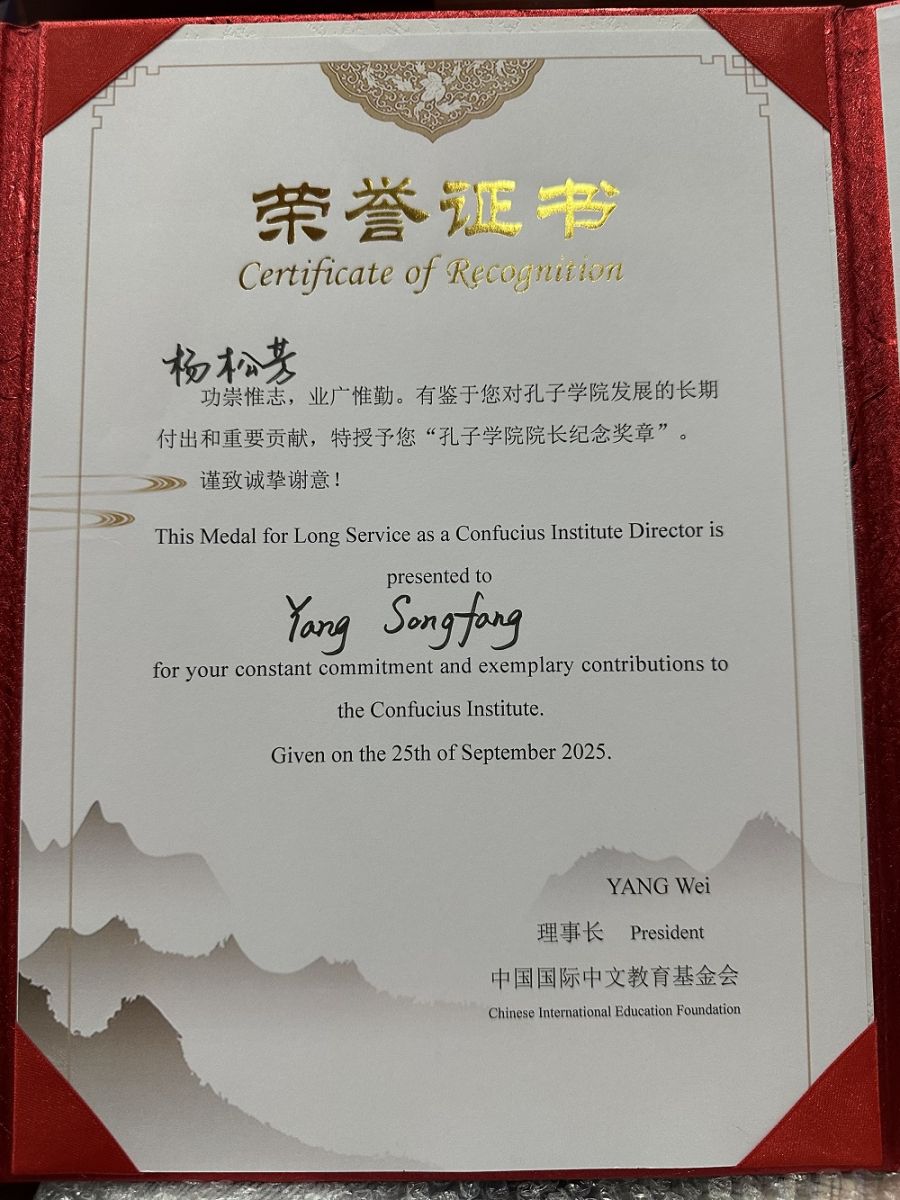 荣誉证书
Certificate of Recognition
杨松芳
功崇惟志，业广惟勤。有鉴于您对孔子学院发展的长期
付出和重要贡献，特授予您“孔子学院院长纪念奖章”。
谨致诚挚谢意！
This Medal for Long Service as a Confucius Institute Director is
presented to
Yang Songfang
for your constant commitment and exemplary contributions to
the Confucius Institute.
Given on the 25th of September 2025.
YANG Wei
理事长 President
中国国际中文教育基金会
Chinese International Education Foundation